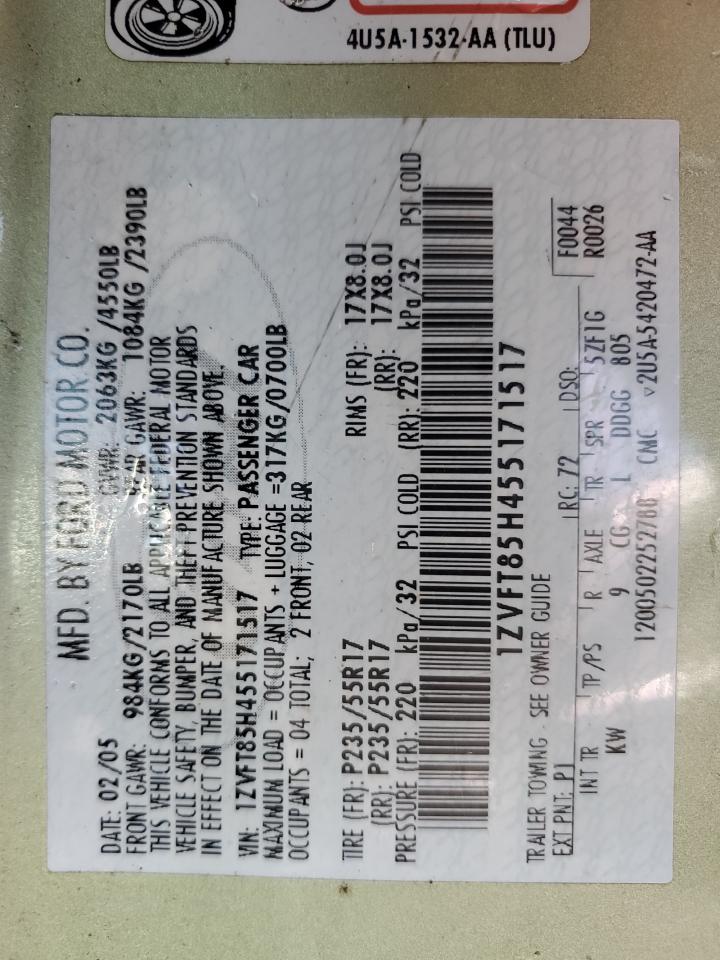 4U5A-1532-AA (TLU)
MFD. BY FORD MOTOR CO.
DATE: 02/05 GVWR: 2063KG /4550LB
FRONT GAWR: 984KG/2170LB REAR GAWR: 1084KG /2390LB
THIS VEHICLE CONFORMS TO ALL APPLICABLE FEDERAL MOTOR
VEHICLE SAFETY, BUMPER, AND THEFT PREVENTION STANDARDS
IN EFFECT ON THE DATE OF MANUFACTURE SHOWN ABOVE.
VIN: 1ZVFT85H455171517 TYPE: PASSENGER CAR
MAXIMUM LOAD = OCCUPANTS + LUGGAGE =317KG/0700LB
OCCUPANTS = 04 TOTAL; 2 FRONT, 02 REAR
TIRE (FR): P235/55R17 RIMS (FR): 17X8.0J
(RR): P235/55R17 (RR): 17X8.0J
PRESSURE (FR): 220 kPa/32 PSI COLD (RR): 220 kPa/32 PSI COLD
1ZVFT85H455171517
TRAILER TOWING - SEE OWNER GUIDE
EXT PNT: P1 RC: 72 DSO: F0044
INT TR TP/PS R AXLE TR SPR 5ZF1G R0026
KW 9 CG L DDGG 805
1200502252788 CMC v2U5A-5420472-AA